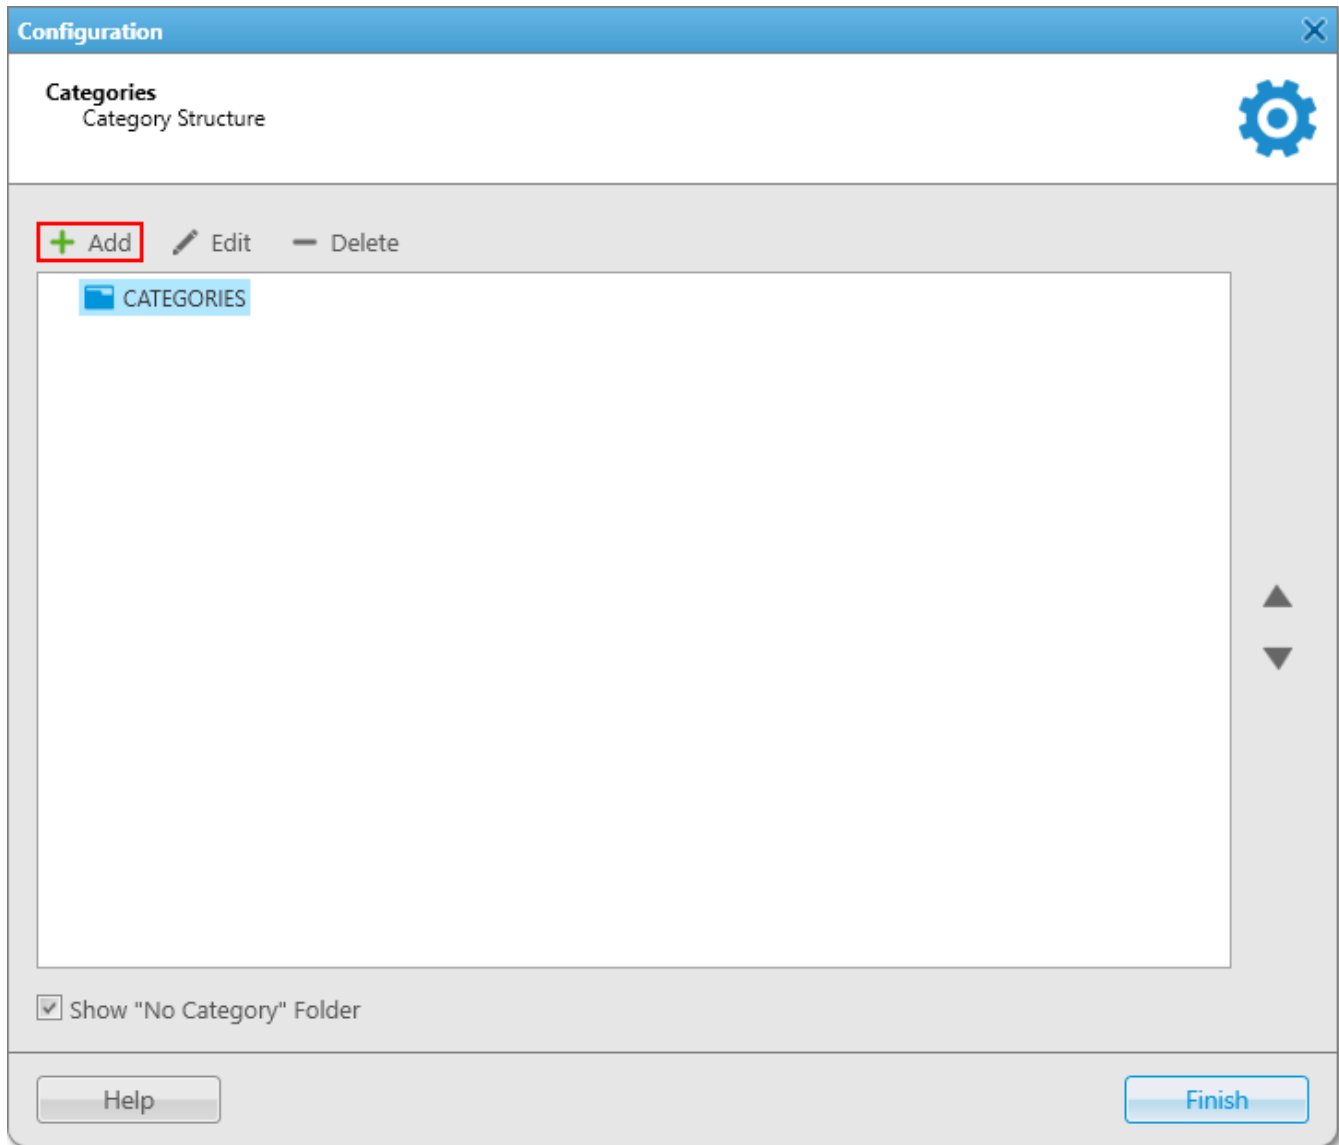 Configuration
Categories
Category Structure
Add Edit Delete
CATEGORIES
Show "No Category" Folder
Help Finish